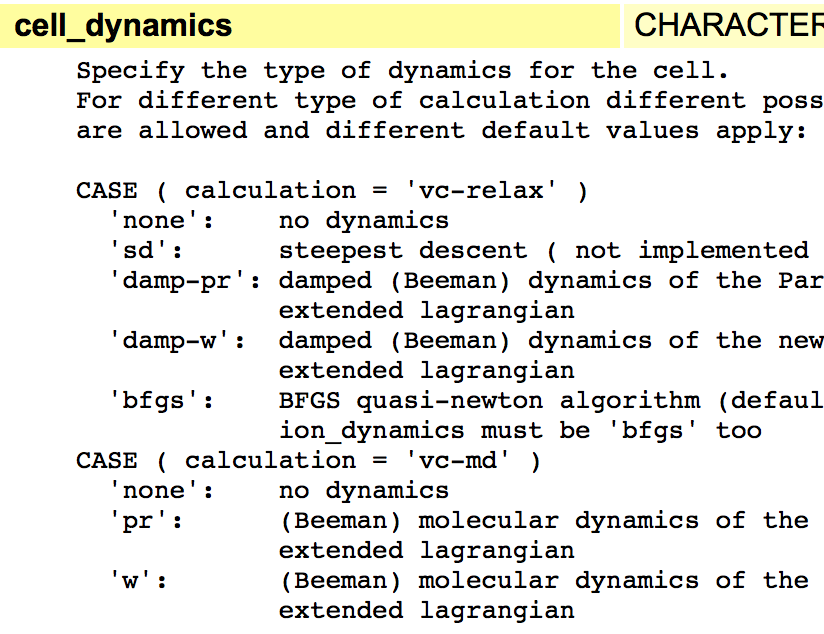 cell_dynamics CHARACTER
Specify the type of dynamics for the cell.
For different type of calculation different poss
are allowed and different default values apply:
CASE ( calculation = 'vc-relax' )
'none': no dynamics
'sd': steepest descent ( not implemented
'damp-pr': damped (Beeman) dynamics of the Par
extended lagrangian
'damp-w': damped (Beeman) dynamics of the new
extended lagrangian
'bfgs': BFGS quasi-newton algorithm (defaul
ion_dynamics must be 'bfgs' too
CASE ( calculation = 'vc-md' )
'none': no dynamics
'pr': (Beeman) molecular dynamics of the
extended lagrangian
'w': (Beeman) molecular dynamics of the
extended lagrangian